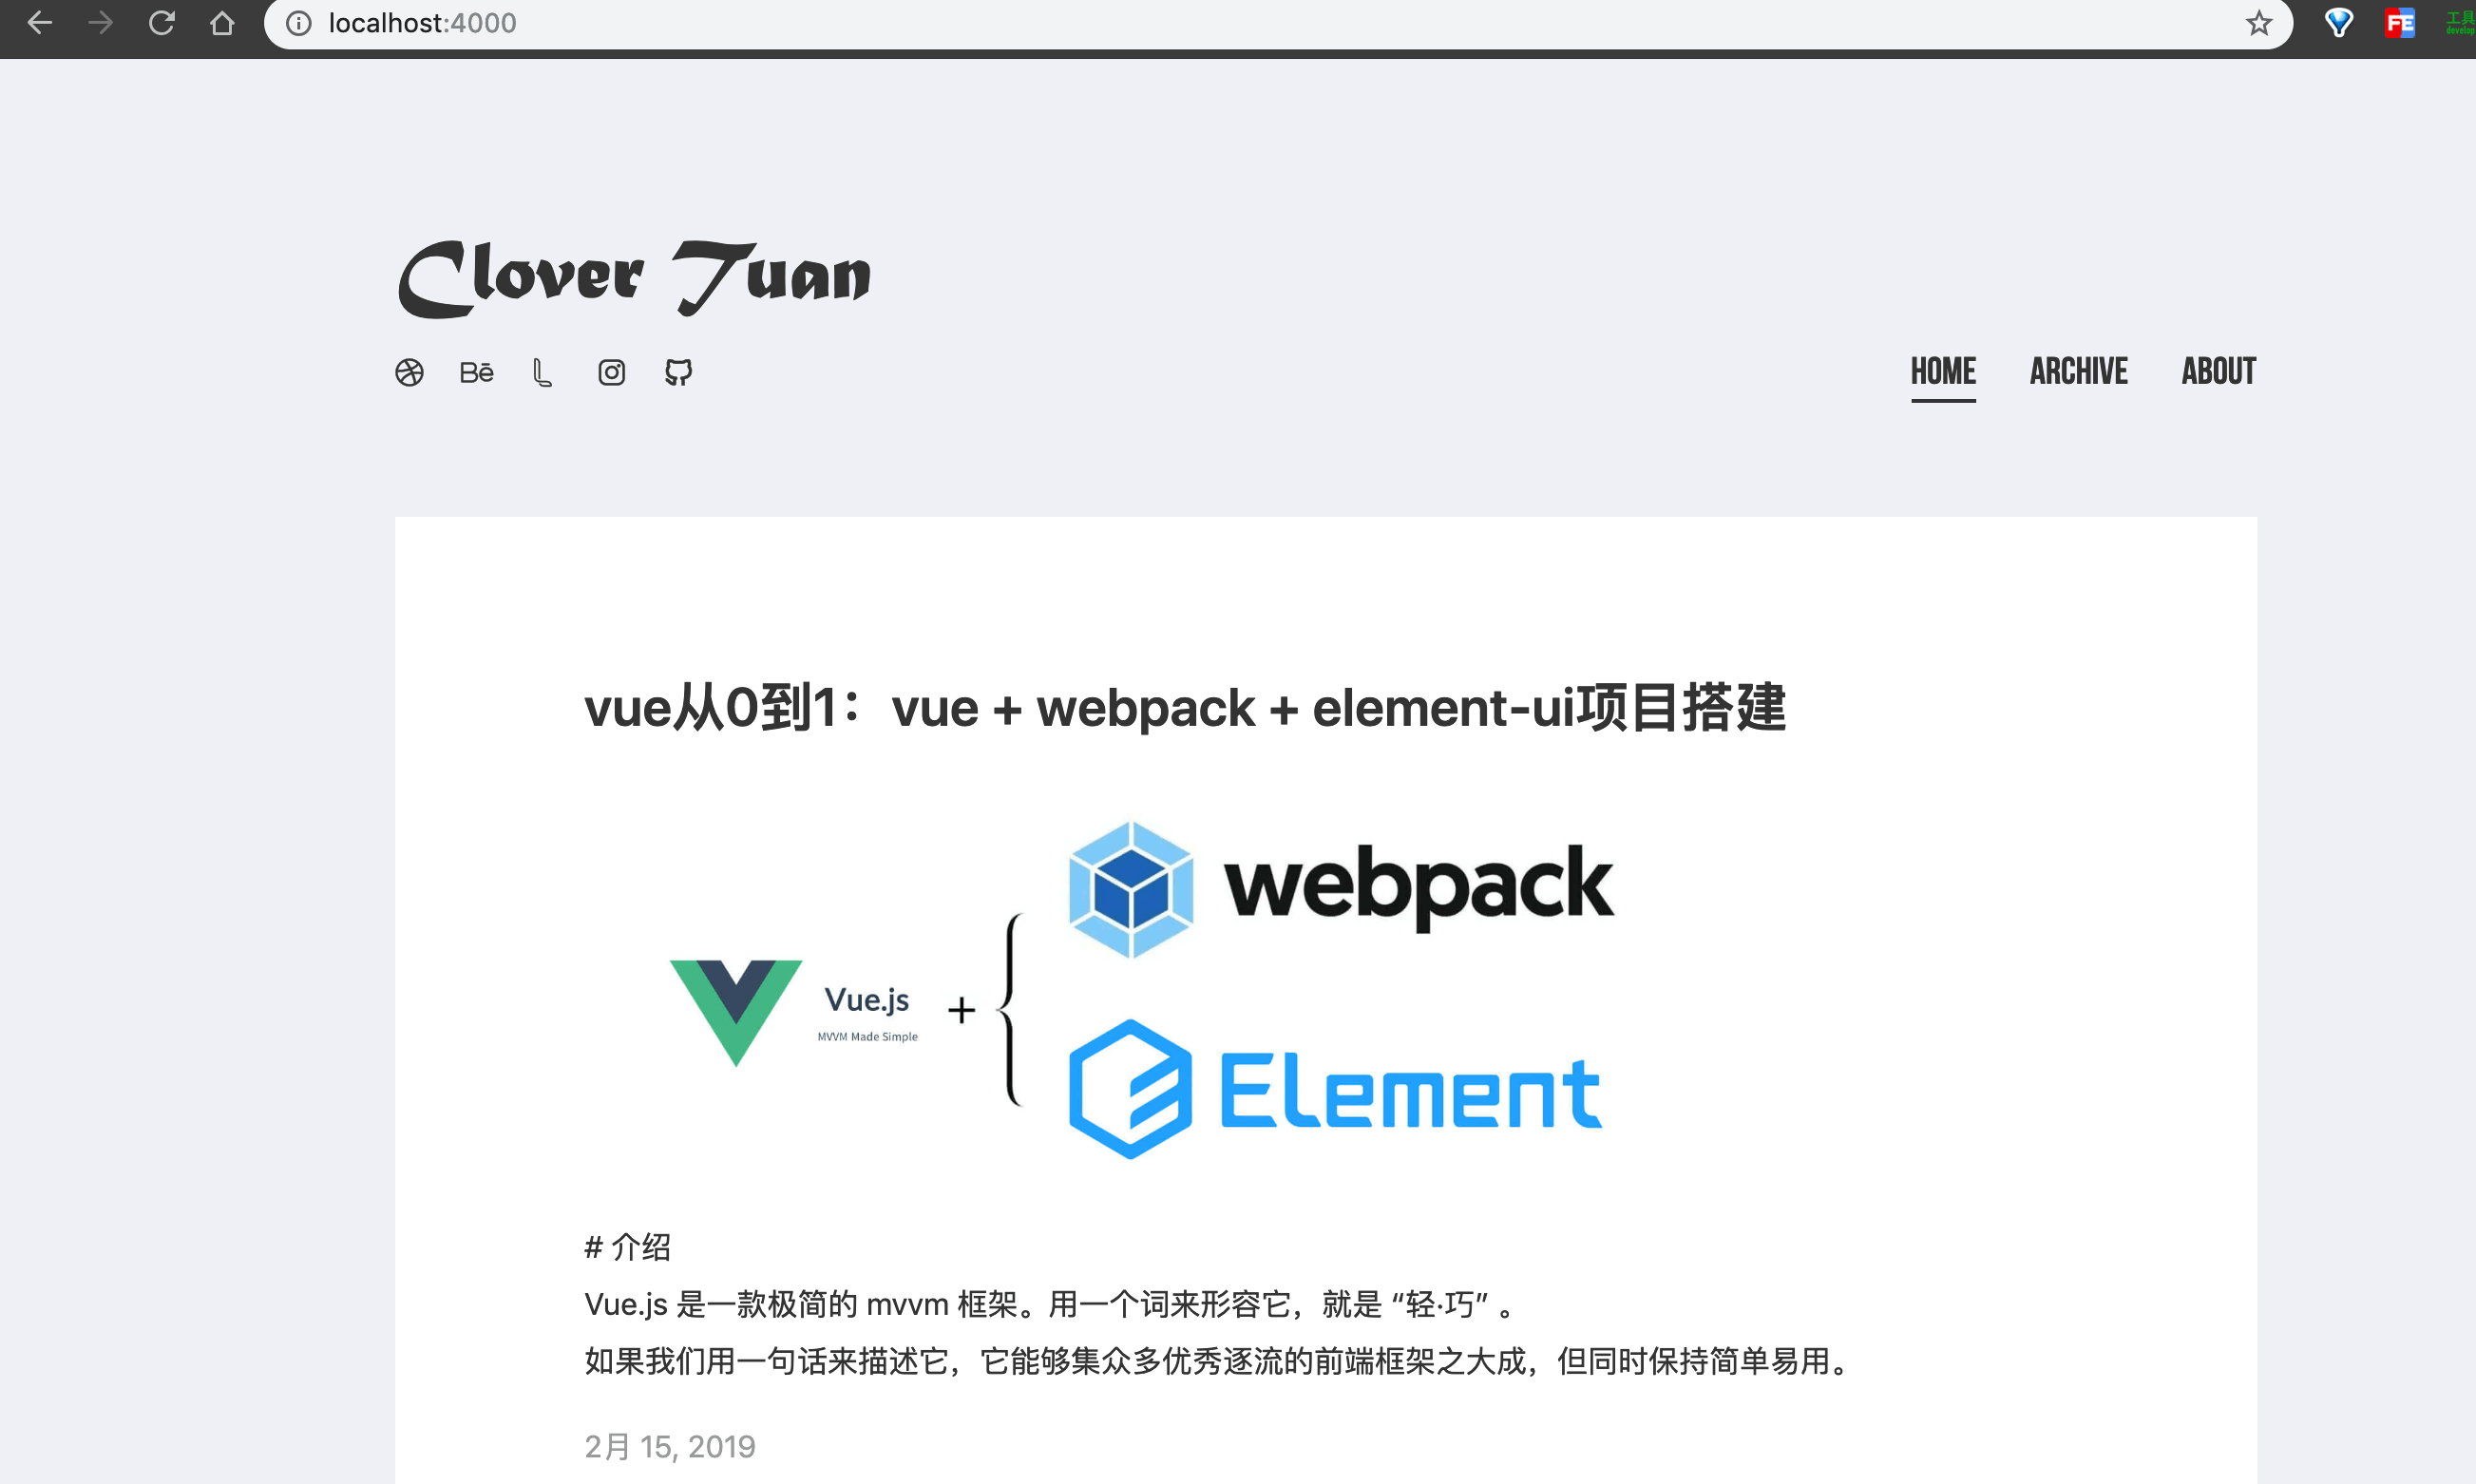 localhost:4000
FE
工具
develop
Clover Tuan
Bē
HOME ARCHIVE ABOUT
vue从0到1：vue + webpack + element-ui项目搭建
webpack
Vue.js
MVVM Made Simple
+
Element
# 介绍
Vue.js 是一款极简的 mvvm 框架。用一个词来形容它，就是 “轻·巧” 。
如果我们用一句话来描述它，它能够集众多优秀逐流的前端框架之大成，但同时保持简单易用。
2月 15, 2019